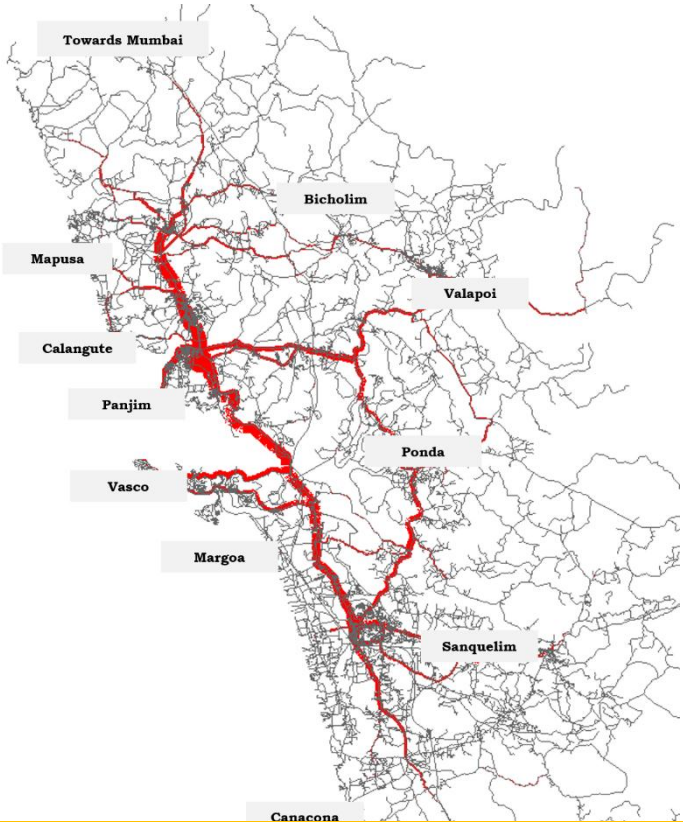 Towards Mumbai
Bicholim
Mapusa
Valapoi
Calangute
Panjim
Ponda
Vasco
Margoa
Sanquelim
Canacona